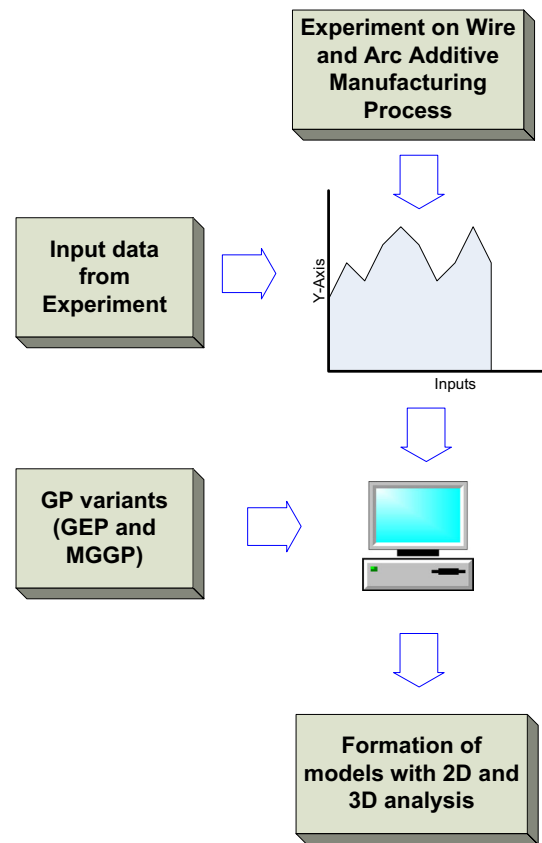 Experiment on Wire
and Arc Additive
Manufacturing
Process
Input data
from
Experiment
Y-Axis
Inputs
GP variants
(GEP and
MGGP)
Formation of
models with 2D and
3D analysis